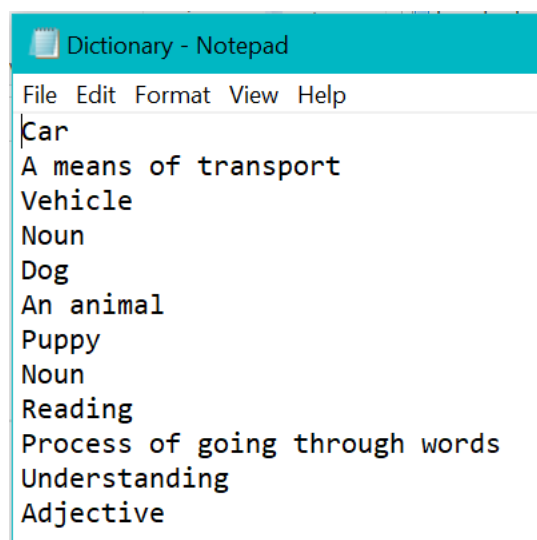 Dictionary - Notepad
File Edit Format View Help
Car
A means of transport
Vehicle
Noun
Dog
An animal
Puppy
Noun
Reading
Process of going through words
Understanding
Adjective